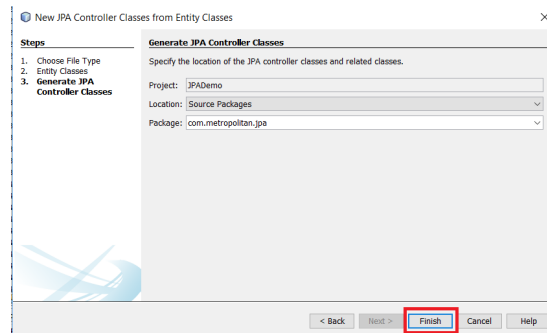 New JPA Controller Classes from Entity Classes
Steps
1. Choose File Type
2. Entity Classes
3. Generate JPA
Controller Classes
Generate JPA Controller Classes
Specify the location of the JPA controller classes and related classes.
Project: JPADemo
Location: Source Packages
Package: com.metropolitan.jpa
< Back Next > Finish Cancel Help